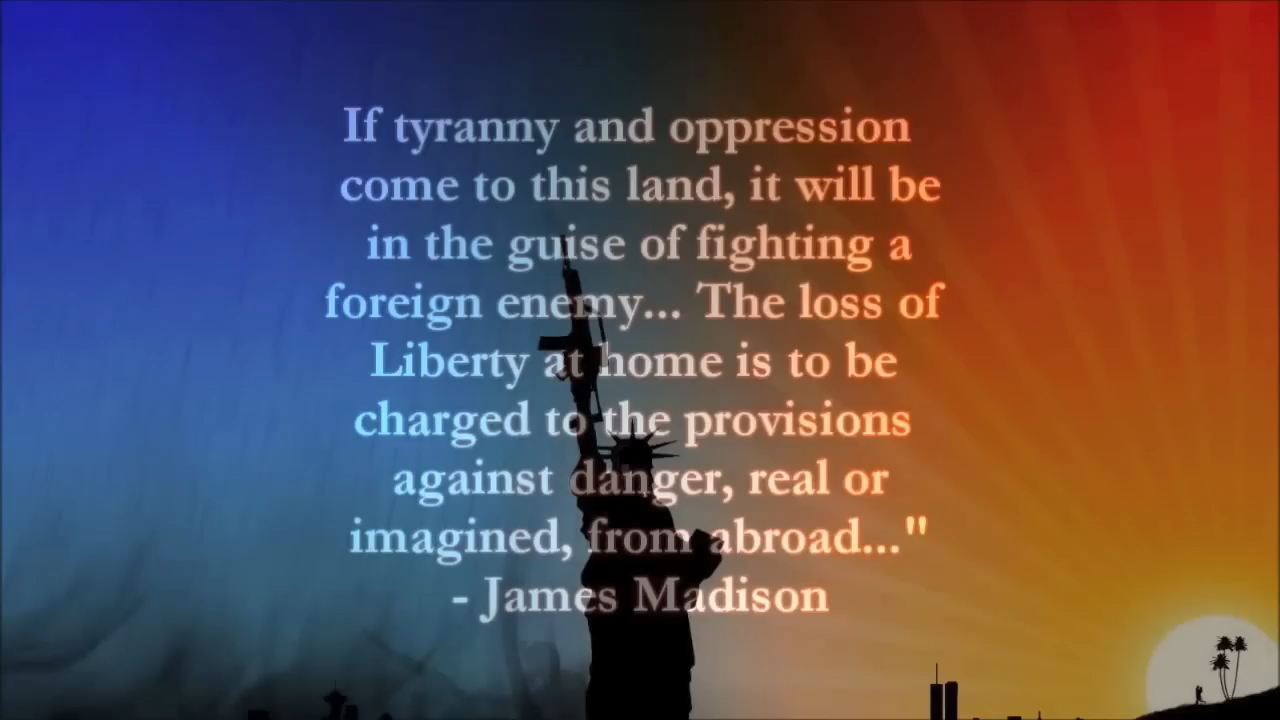 If tyranny and oppression
come to this land, it will be
in the guise of fighting a
foreign enemy... The loss of
Liberty at home is to be
charged to the provisions
against danger, real or
imagined, from abroad..."
- James Madison